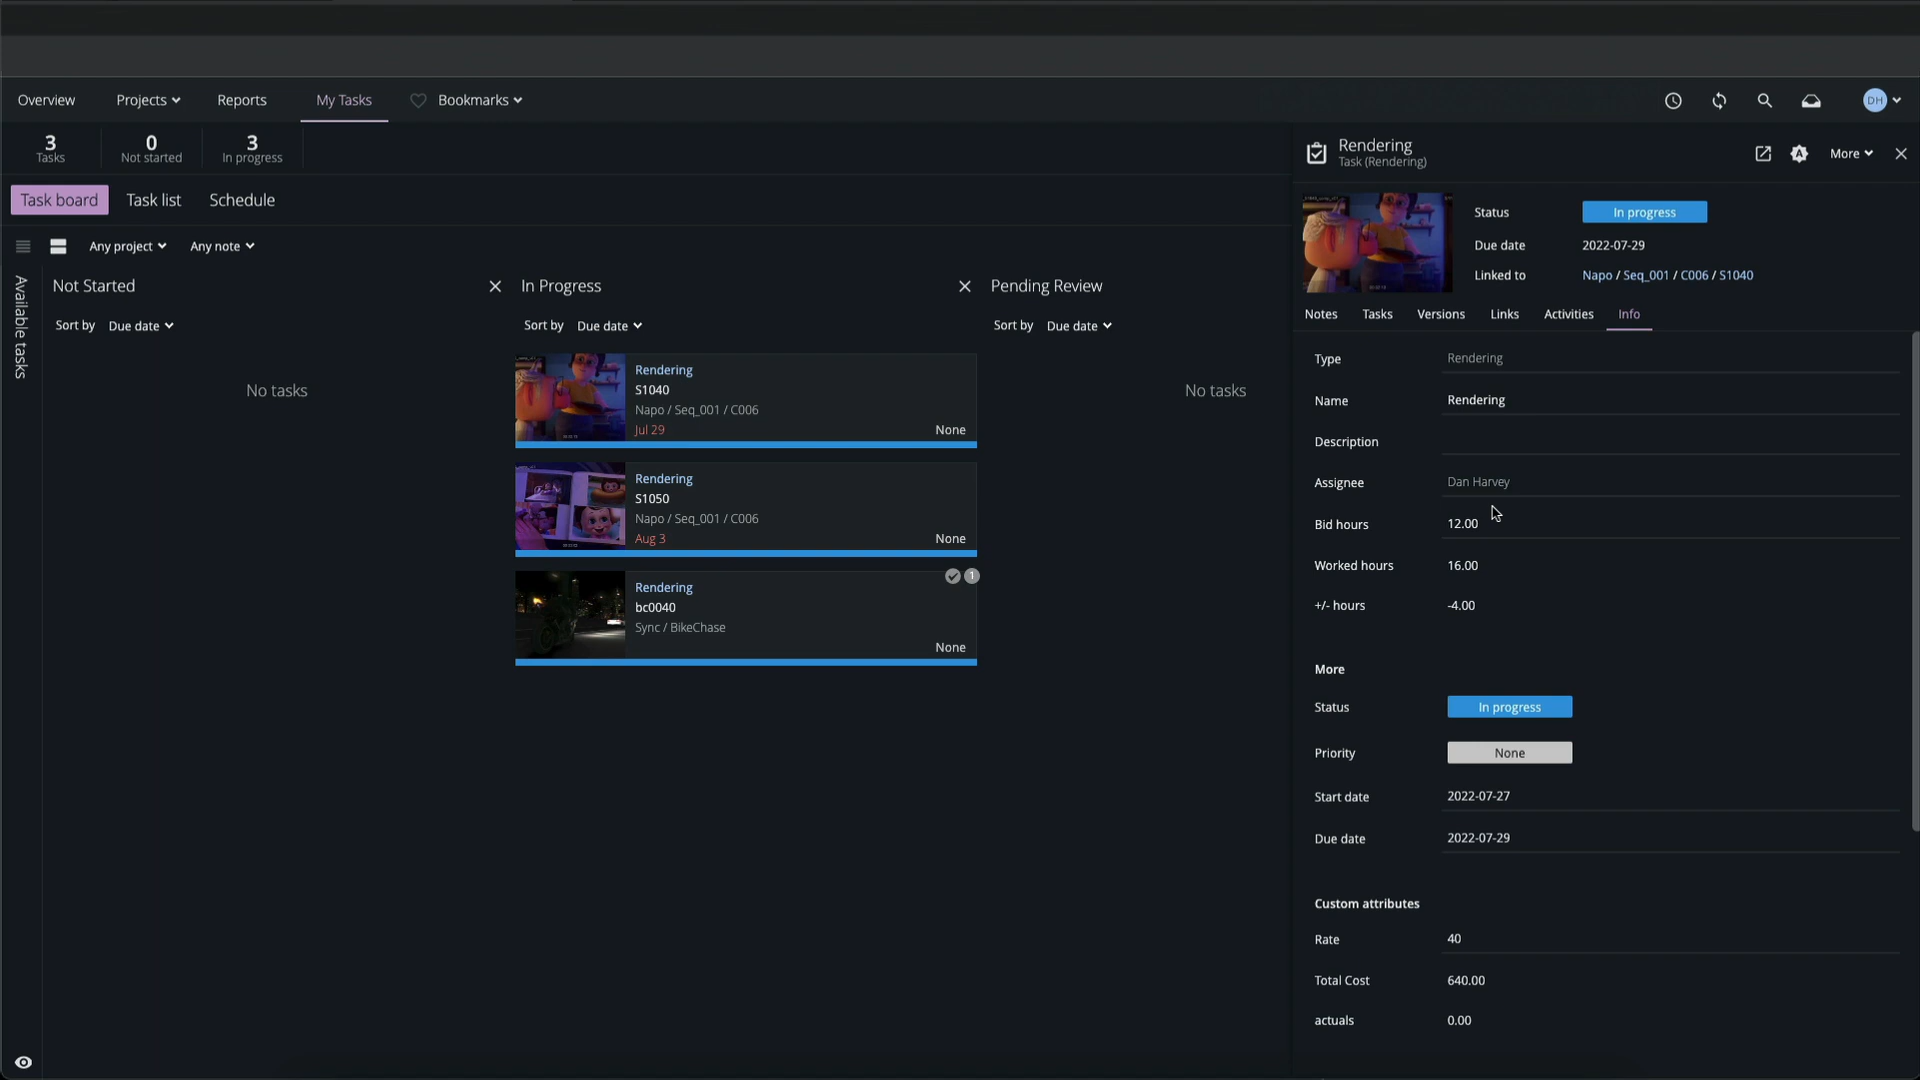 Overview
Projects
Reports
My Tasks
Bookmarks
DH
3
Tasks
0
Not started
3
In progress
Task board
Task list
Schedule
Any project
Any note
Available tasks
Not Started
Sort by Due date
No tasks
In Progress
Sort by Due date
Rendering
S1040
Napo / Seq_001 / C006
Jul 29
None
Rendering
S1050
Napo / Seq_001 / C006
Aug 3
None
1
Rendering
bc0040
Sync / BikeChase
None
Pending Review
Sort by Due date
No tasks
Rendering
Task (Rendering)
More
Status In progress
Due date 2022-07-29
Linked to Napo / Seq_001 / C006 / S1040
Notes
Tasks
Versions
Links
Activities
Info
Type Rendering
Name Rendering
Description
Assignee Dan Harvey
Bid hours 12.00
Worked hours 16.00
+/- hours -4.00
More
Status In progress
Priority None
Start date 2022-07-27
Due date 2022-07-29
Custom attributes
Rate 40
Total Cost 640.00
actuals 0.00